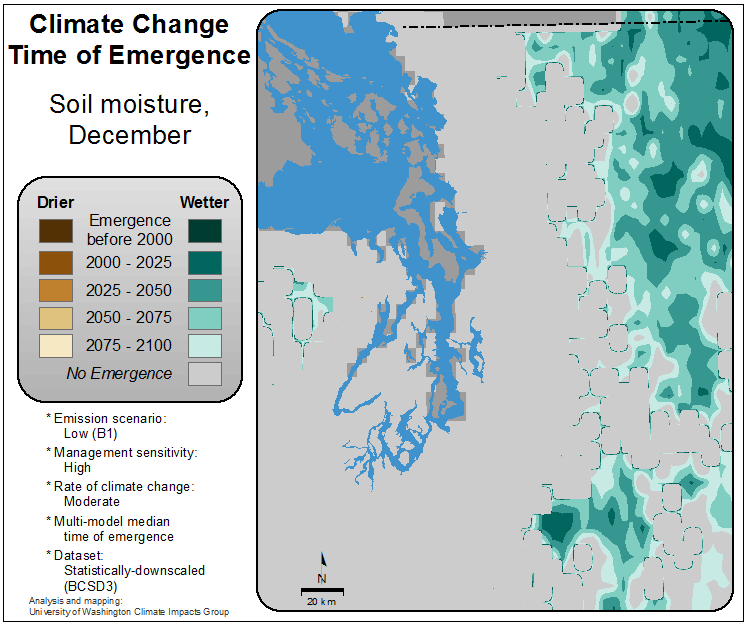 Climate Change
Time of Emergence
Soil moisture,
December
Drier Wetter
Emergence
before 2000
2000 - 2025
2025 - 2050
2050 - 2075
2075 - 2100
No Emergence
* Emission scenario:
Low (B1)
* Management sensitivity:
High
* Rate of climate change:
Moderate
* Multi-model median
time of emergence
* Dataset:
Statistically-downscaled
(BCSD3)
Analysis and mapping:
University of Washington Climate Impacts Group
N
20 km